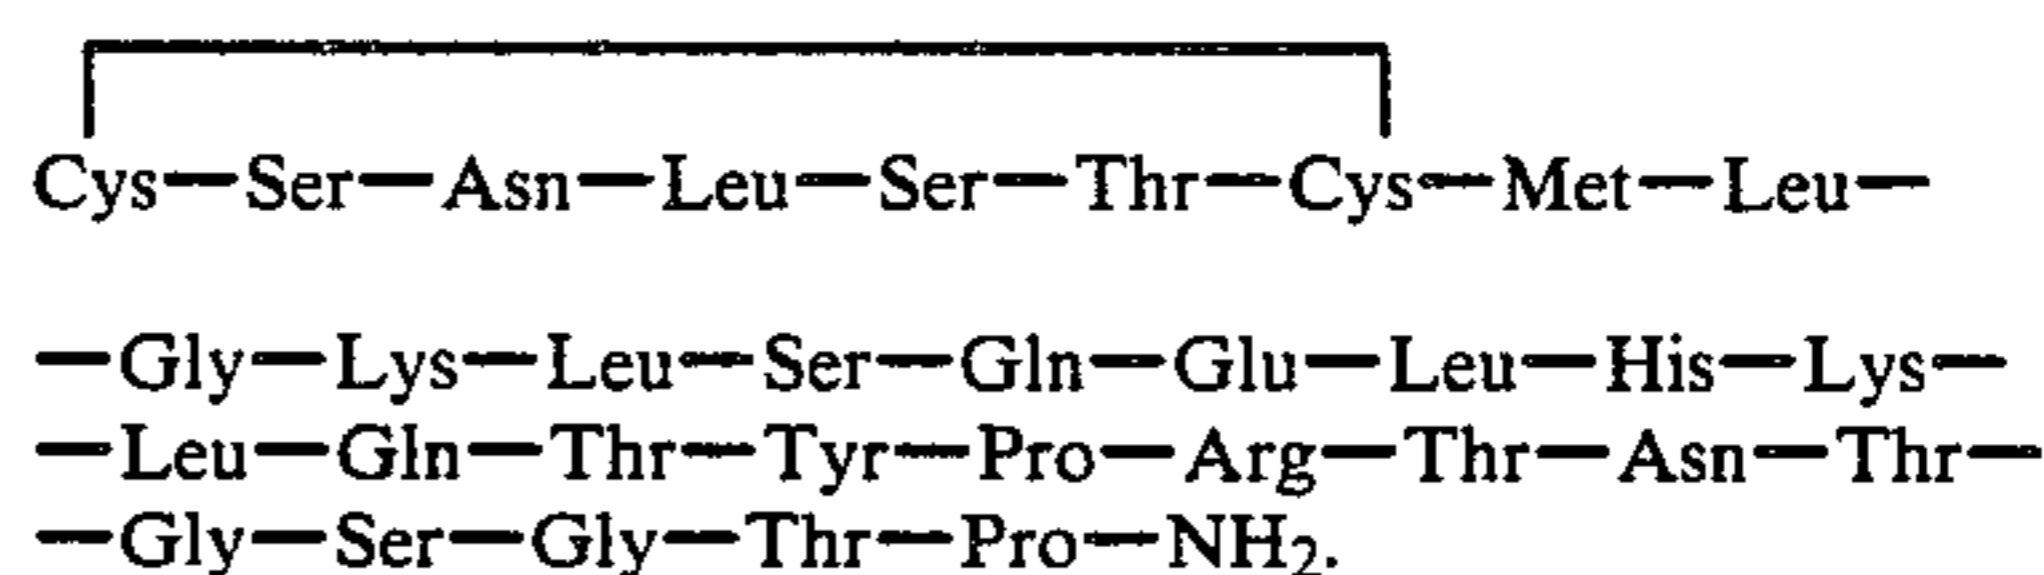 Cys—Ser—Asn—Leu—Ser—Thr—Cys—Met—Leu—
—Gly—Lys—Leu—Ser—Gln—Glu—Leu—His—Lys—
—Leu—Gln—Thr—Tyr—Pro—Arg—Thr—Asn—Thr—
—Gly—Ser—Gly—Thr—Pro—NH₂.